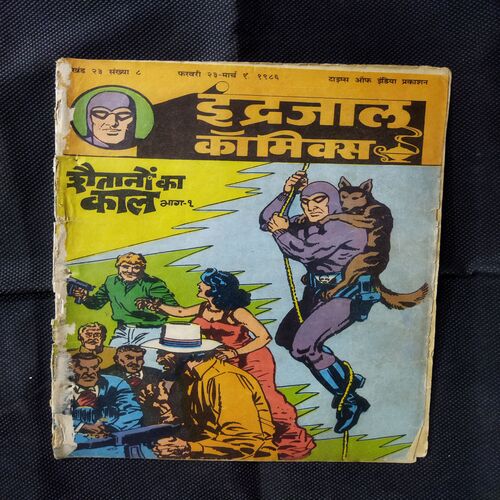 खंड २३ संख्या ८ फरवरी २३-मार्च १, १९८६ टाइम्स ऑफ इंडिया प्रकाशन
इंद्रजाल
कॉमिक्स
शैतानों का
काल भाग-१